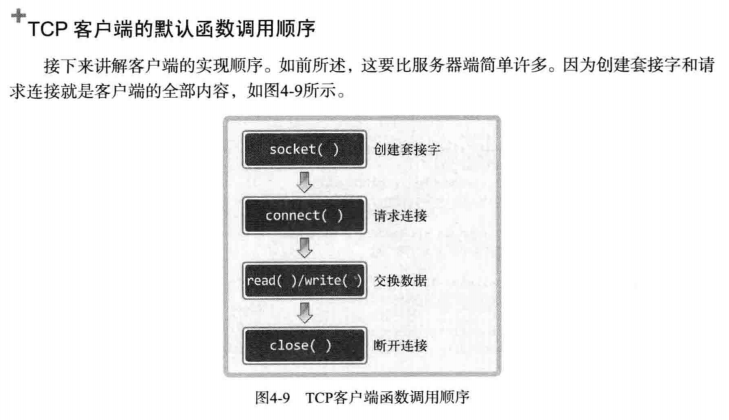 +TCP 客户端的默认函数调用顺序
接下来讲解客户端的实现顺序。如前所述，这要比服务器端简单许多。因为创建套接字和请
求连接就是客户端的全部内容，如图4-9所示。
socket( ) 创建套接字
connect( ) 请求连接
read( )/write( ) 交换数据
close( ) 断开连接
图4-9 TCP客户端函数调用顺序